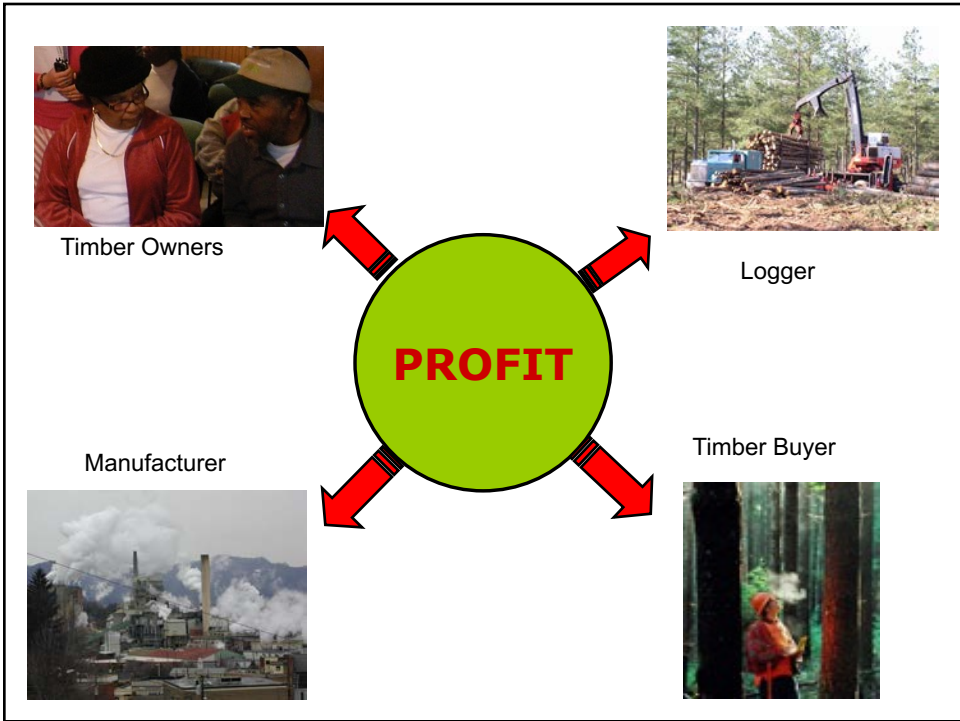 Timber Owners
Logger
PROFIT
Manufacturer
Timber Buyer